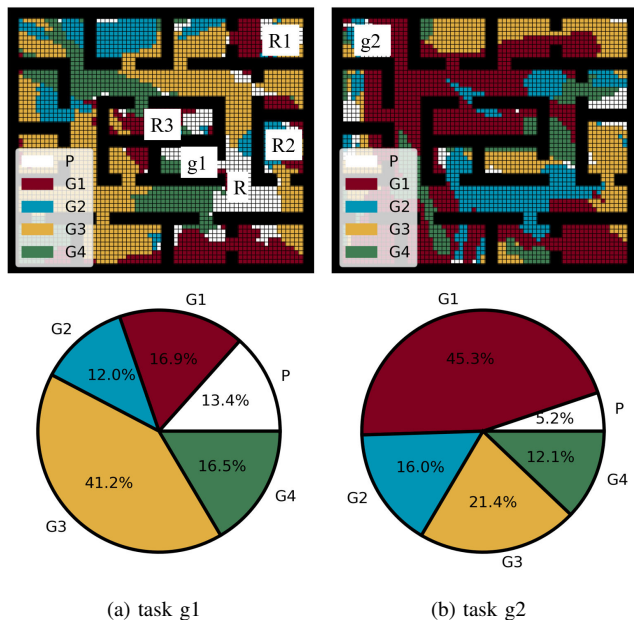 R1
g2
R3
R2
g1
R
P
G1
G2
G3
G4
P
G1
G2
G3
G4
G1
G2
16.9%
P
12.0%
13.4%
41.2%
16.5%
G3
G4
G1
45.3%
P
5.2%
16.0%
12.1%
G2
21.4%
G4
G3
(a) task g1
(b) task g2